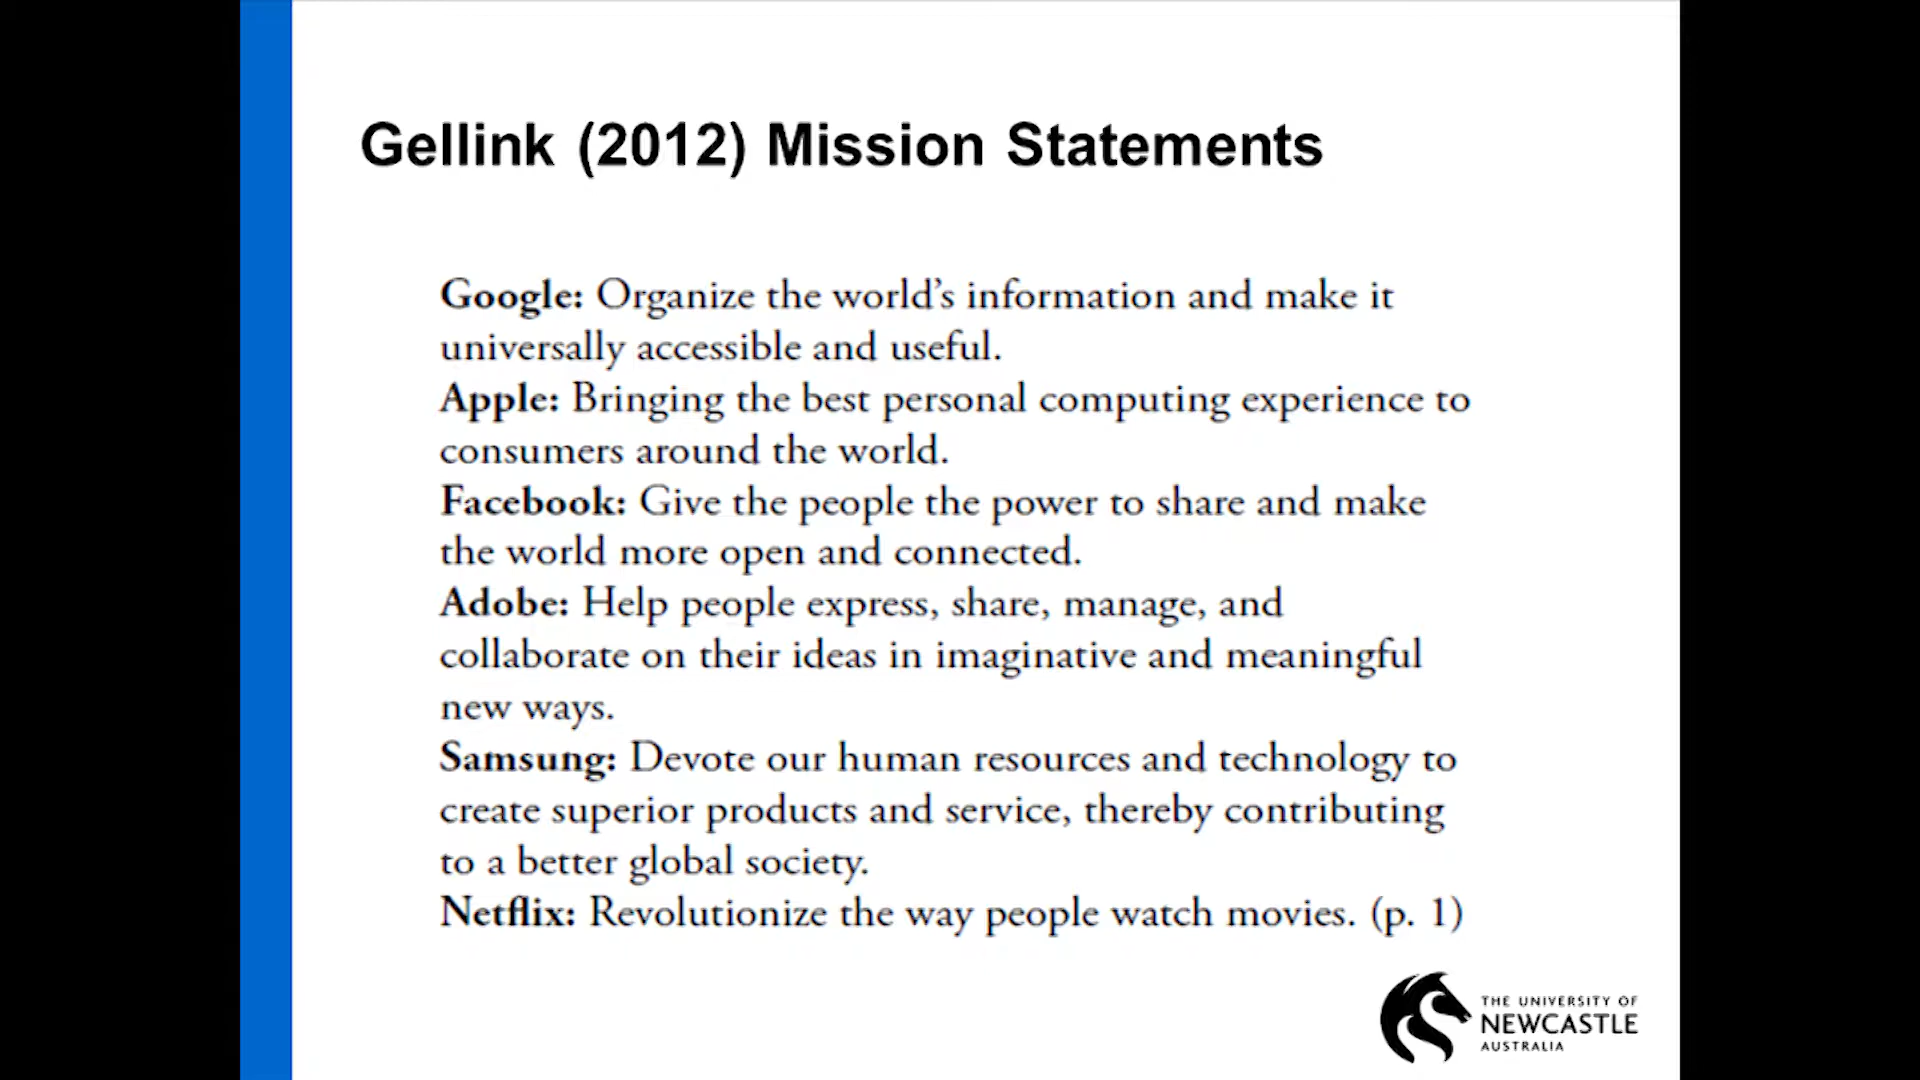 Gellink (2012) Mission Statements
Google: Organize the world's information and make it
universally accessible and useful.
Apple: Bringing the best personal computing experience to
consumers around the world.
Facebook: Give the people the power to share and make
the world more open and connected.
Adobe: Help people express, share, manage, and
collaborate on their ideas in imaginative and meaningful
new ways.
Samsung: Devote our human resources and technology to
create superior products and service, thereby contributing
to a better global society.
Netflix: Revolutionize the way people watch movies. (p. 1)
THE UNIVERSITY OF
NEWCASTLE
AUSTRALIA